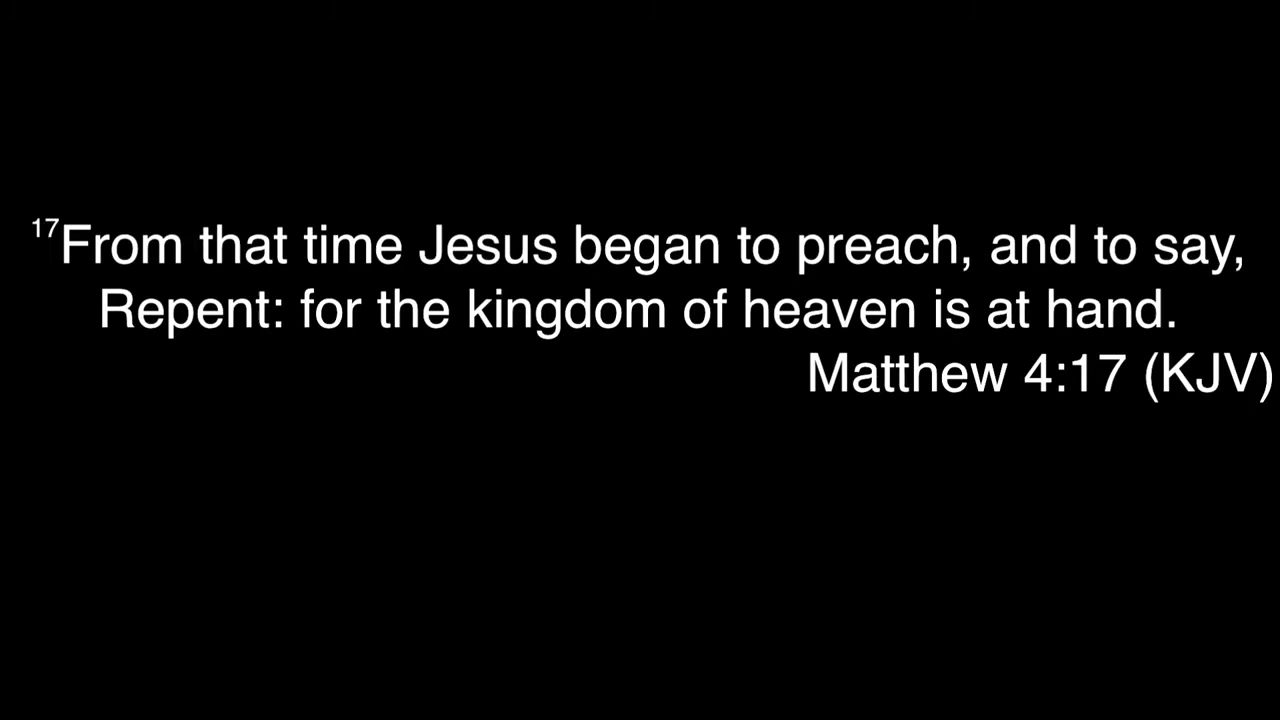 17From that time Jesus began to preach, and to say,
Repent: for the kingdom of heaven is at hand.
Matthew 4:17 (KJV)